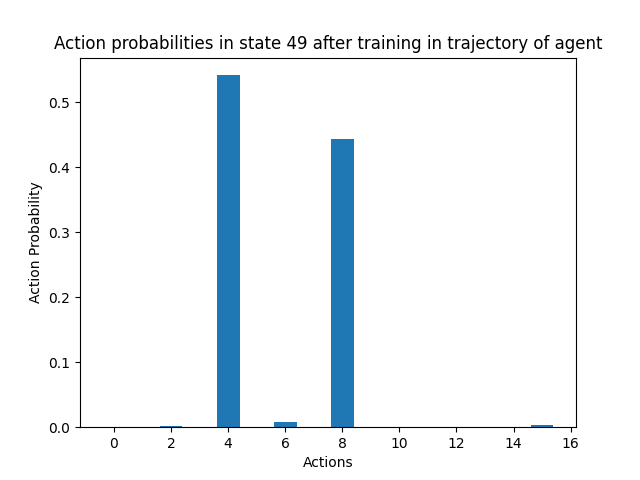 Action probabilities in state 49 after training in trajectory of agent
0.5
0.4
0.3
0.2
0.1
0.0
Action Probability
0 2 4 6 8 10 12 14 16
Actions